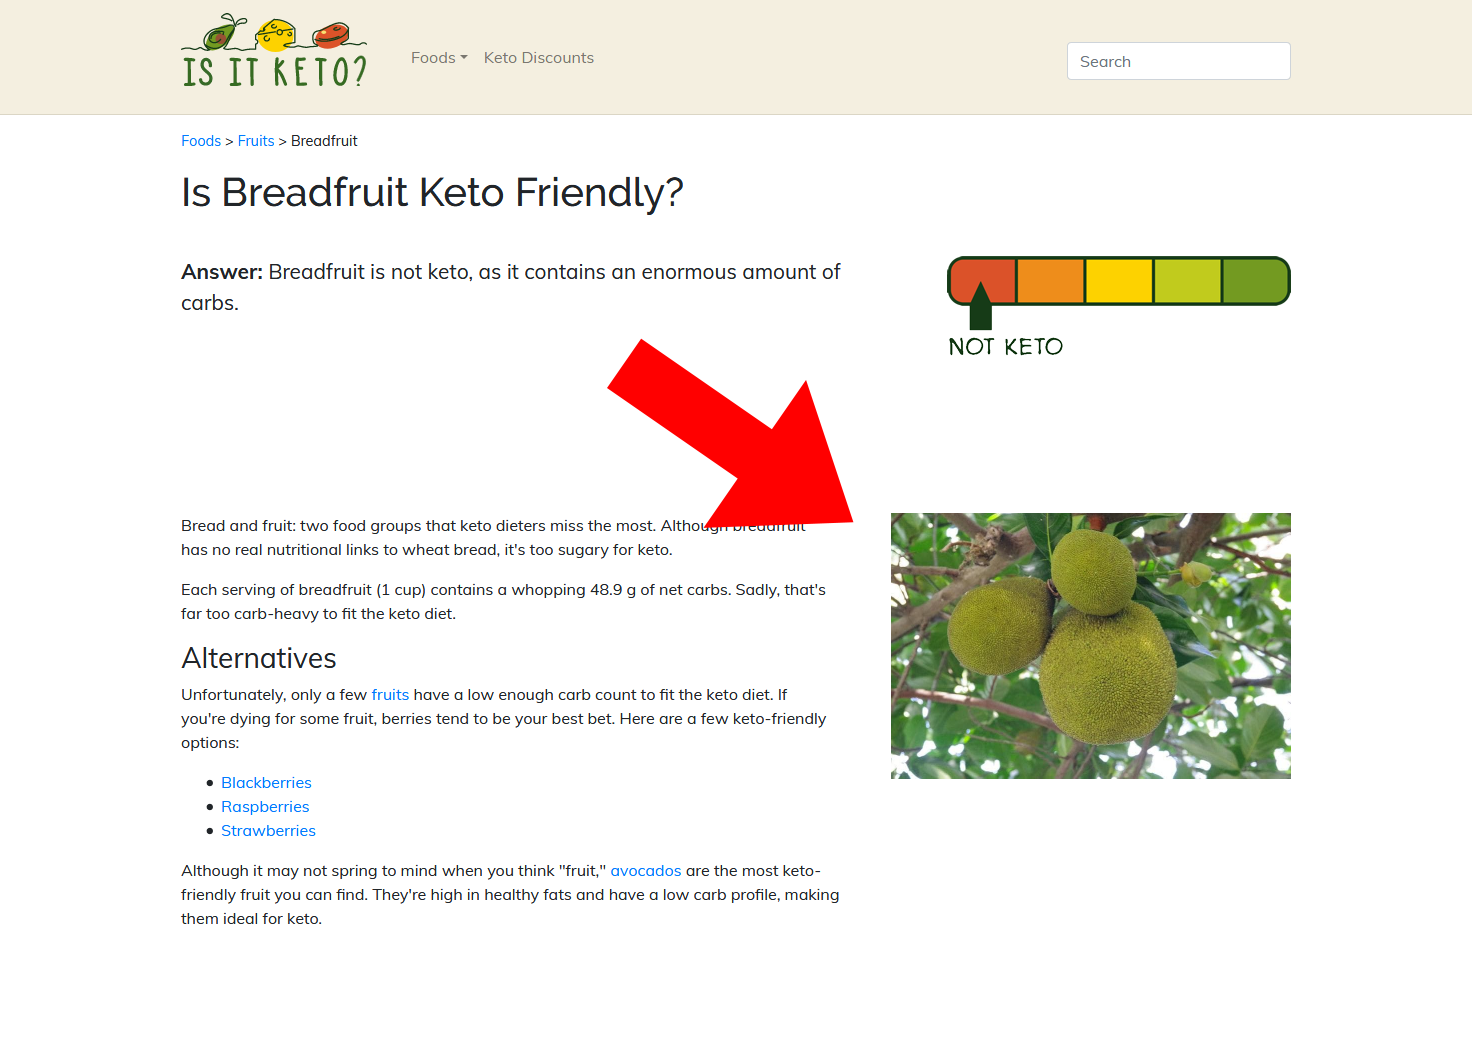 IS IT KETO?
Foods
Keto Discounts
Search
Foods > Fruits > Breadfruit
Is Breadfruit Keto Friendly?
Answer: Breadfruit is not keto, as it contains an enormous amount of
carbs.
NOT KETO
Bread and fruit: two food groups that keto dieters miss the most. Although breadfruit
has no real nutritional links to wheat bread, it's too sugary for keto.
Each serving of breadfruit (1 cup) contains a whopping 48.9 g of net carbs. Sadly, that's
far too carb-heavy to fit the keto diet.
Alternatives
Unfortunately, only a few fruits have a low enough carb count to fit the keto diet. If
you're dying for some fruit, berries tend to be your best bet. Here are a few keto-friendly
options:
• Blackberries
• Raspberries
• Strawberries
Although it may not spring to mind when you think "fruit," avocados are the most keto-
friendly fruit you can find. They're high in healthy fats and have a low carb profile, making
them ideal for keto.